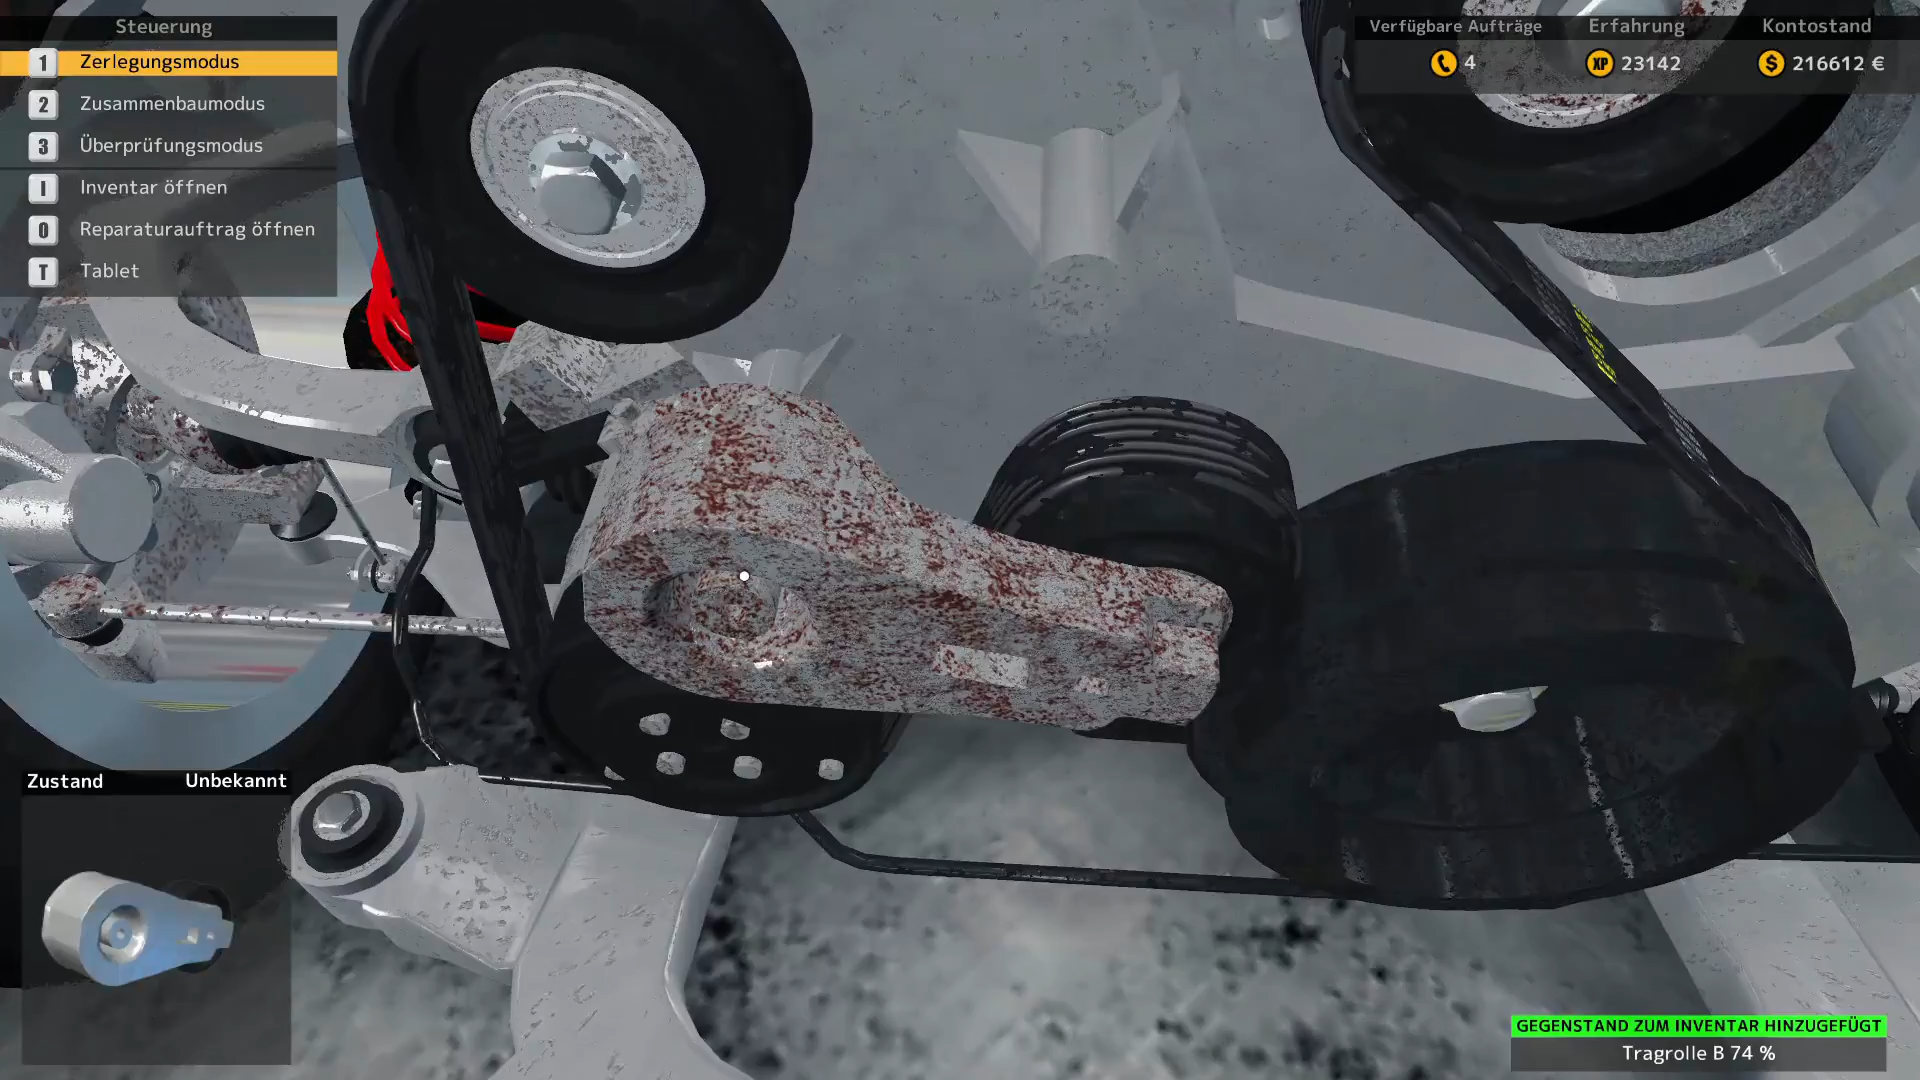 Steuerung
1 Zerlegungsmodus
2 Zusammenbaumodus
3 Überprüfungsmodus
I Inventar öffnen
O Reparaturauftrag öffnen
T Tablet
Verfügbare Aufträge Erfahrung Kontostand
4 XP 23142 $ 216612 €
Zustand Unbekannt
GEGENSTAND ZUM INVENTAR HINZUGEFÜGT
Tragrolle B 74 %